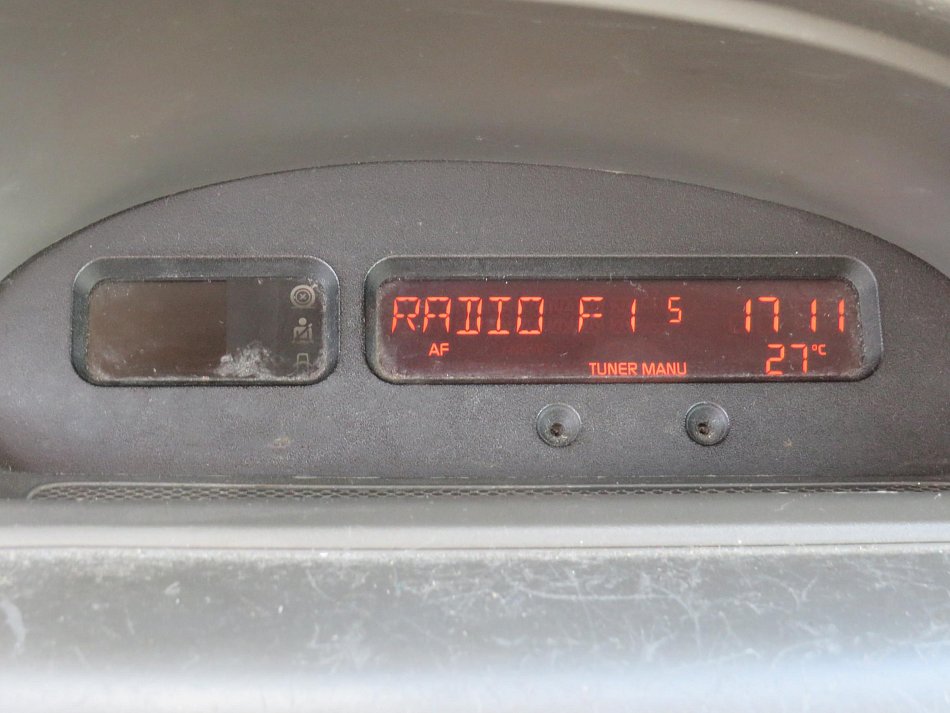 RADIO F1 5 17 11
AF 27°C
TUNER MANU